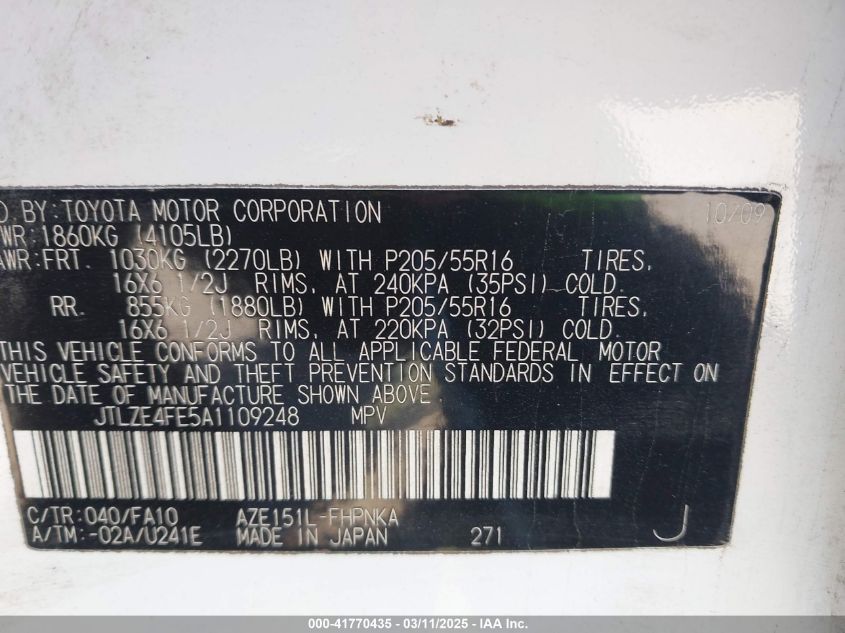 D BY: TOYOTA MOTOR CORPORATION 10/09
WR: 1860KG (4105LB)
AWR: FRT. 1030KG (2270LB) WITH P205/55R16 TIRES,
16X6 1/2J RIMS, AT 240KPA (35PSI) COLD.
RR. 855KG (1880LB) WITH P205/55R16 TIRES,
16X6 1/2J RIMS, AT 220KPA (32PSI) COLD.
THIS VEHICLE CONFORMS TO ALL APPLICABLE FEDERAL MOTOR
VEHICLE SAFETY AND THEFT PREVENTION STANDARDS IN EFFECT ON
THE DATE OF MANUFACTURE SHOWN ABOVE.
JTLZE4FE5A1109248 MPV
C/TR: 040/FA10 AZE151L-FHPNKA
A/TM: -02A/U241E MADE IN JAPAN 271 J
000-41770435 - 03/11/2025 - IAA Inc.